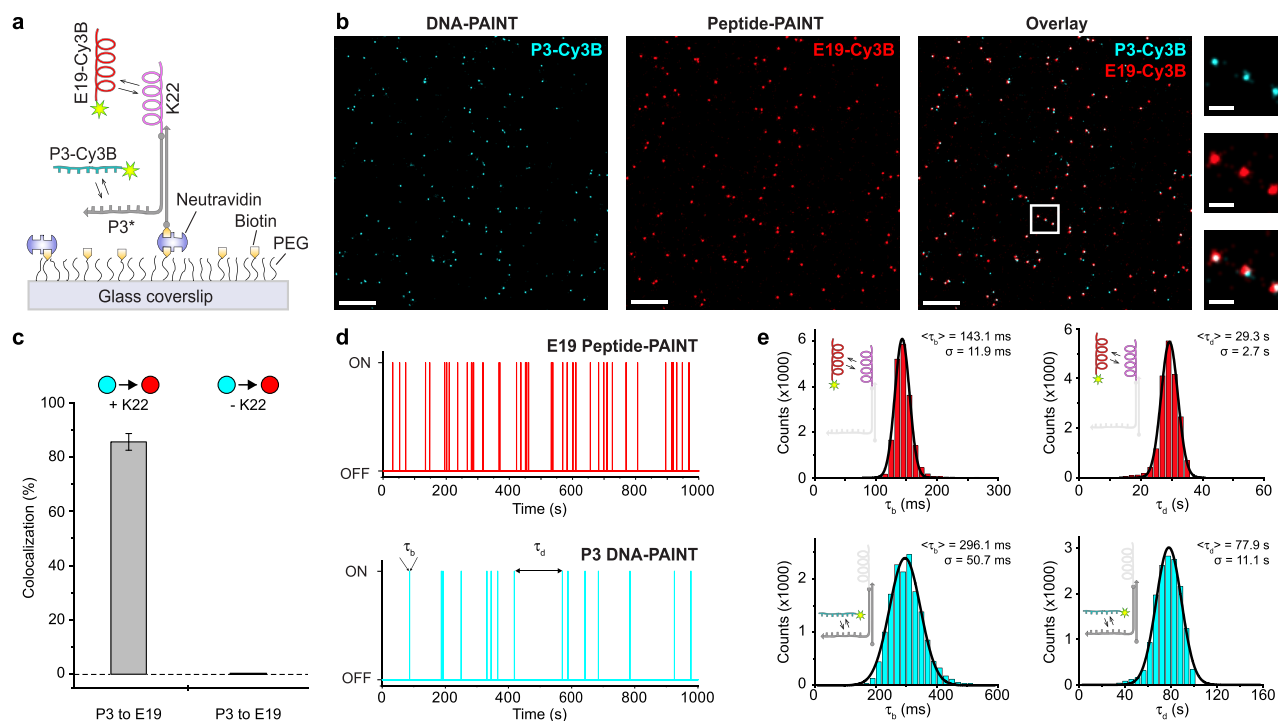 a
E19-Cy3B
K22
P3-Cy3B
P3*
Neutravidin
Biotin
PEG
Glass coverslip
b
DNA-PAINT
Peptide-PAINT
Overlay
P3-Cy3B
E19-Cy3B
P3-Cy3B
E19-Cy3B
c
+ K22
- K22
Colocalization (%)
100
80
60
40
20
0
P3 to E19
P3 to E19
d
E19 Peptide-PAINT
ON
OFF
0 200 400 600 800 1000
Time (s)
P3 DNA-PAINT
τb
τd
ON
OFF
0 200 400 600 800 1000
Time (s)
e
<τb> = 143.1 ms
σ = 11.9 ms
Counts (x1000)
6
4
2
0
0 100 200 300
τb (ms)
<τd> = 29.3 s
σ = 2.7 s
Counts (x1000)
6
4
2
0
0 20 40 60
τd (s)
<τb> = 296.1 ms
σ = 50.7 ms
Counts (x1000)
2
1
0
0 200 400 600
τb (ms)
<τd> = 77.9 s
σ = 11.1 s
Counts (x1000)
3
2
1
0
0 40 80 120 160
τd (s)